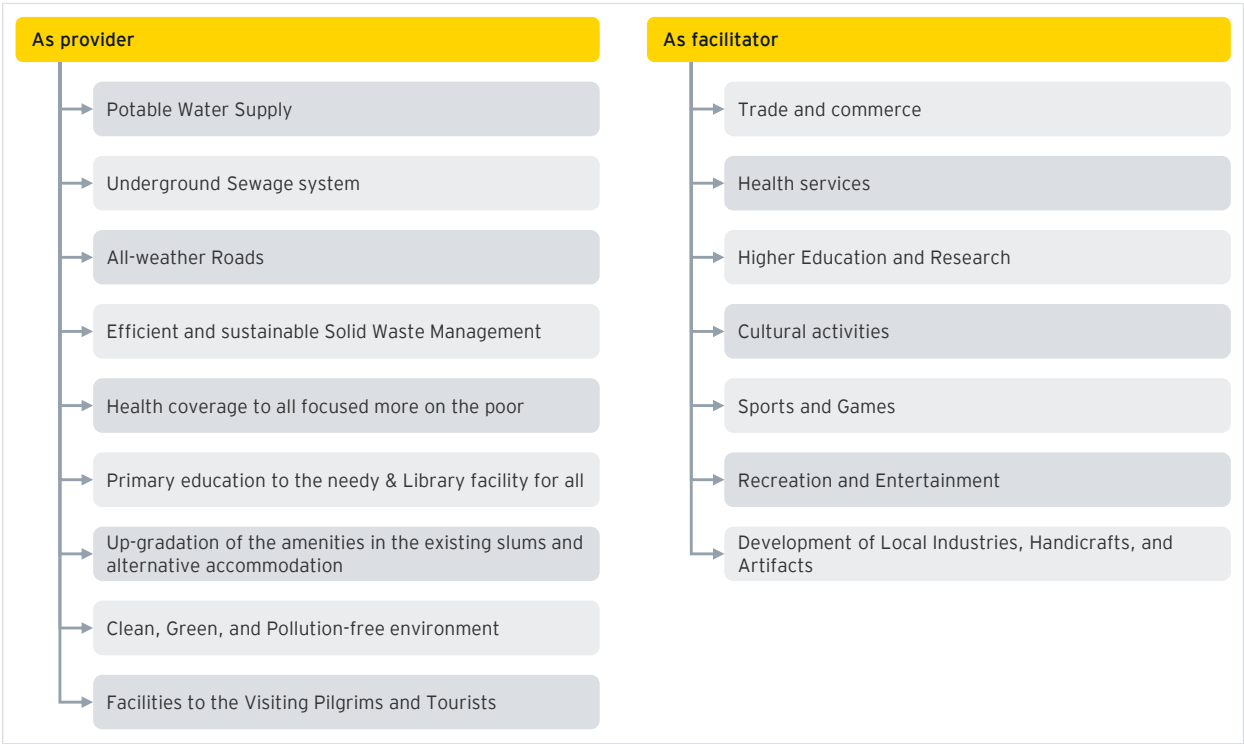 As provider
Potable Water Supply
Underground Sewage system
All-weather Roads
Efficient and sustainable Solid Waste Management
Health coverage to all focused more on the poor
Primary education to the needy & Library facility for all
Up-gradation of the amenities in the existing slums and
alternative accommodation
Clean, Green, and Pollution-free environment
Facilities to the Visiting Pilgrims and Tourists
As facilitator
Trade and commerce
Health services
Higher Education and Research
Cultural activities
Sports and Games
Recreation and Entertainment
Development of Local Industries, Handicrafts, and
Artifacts